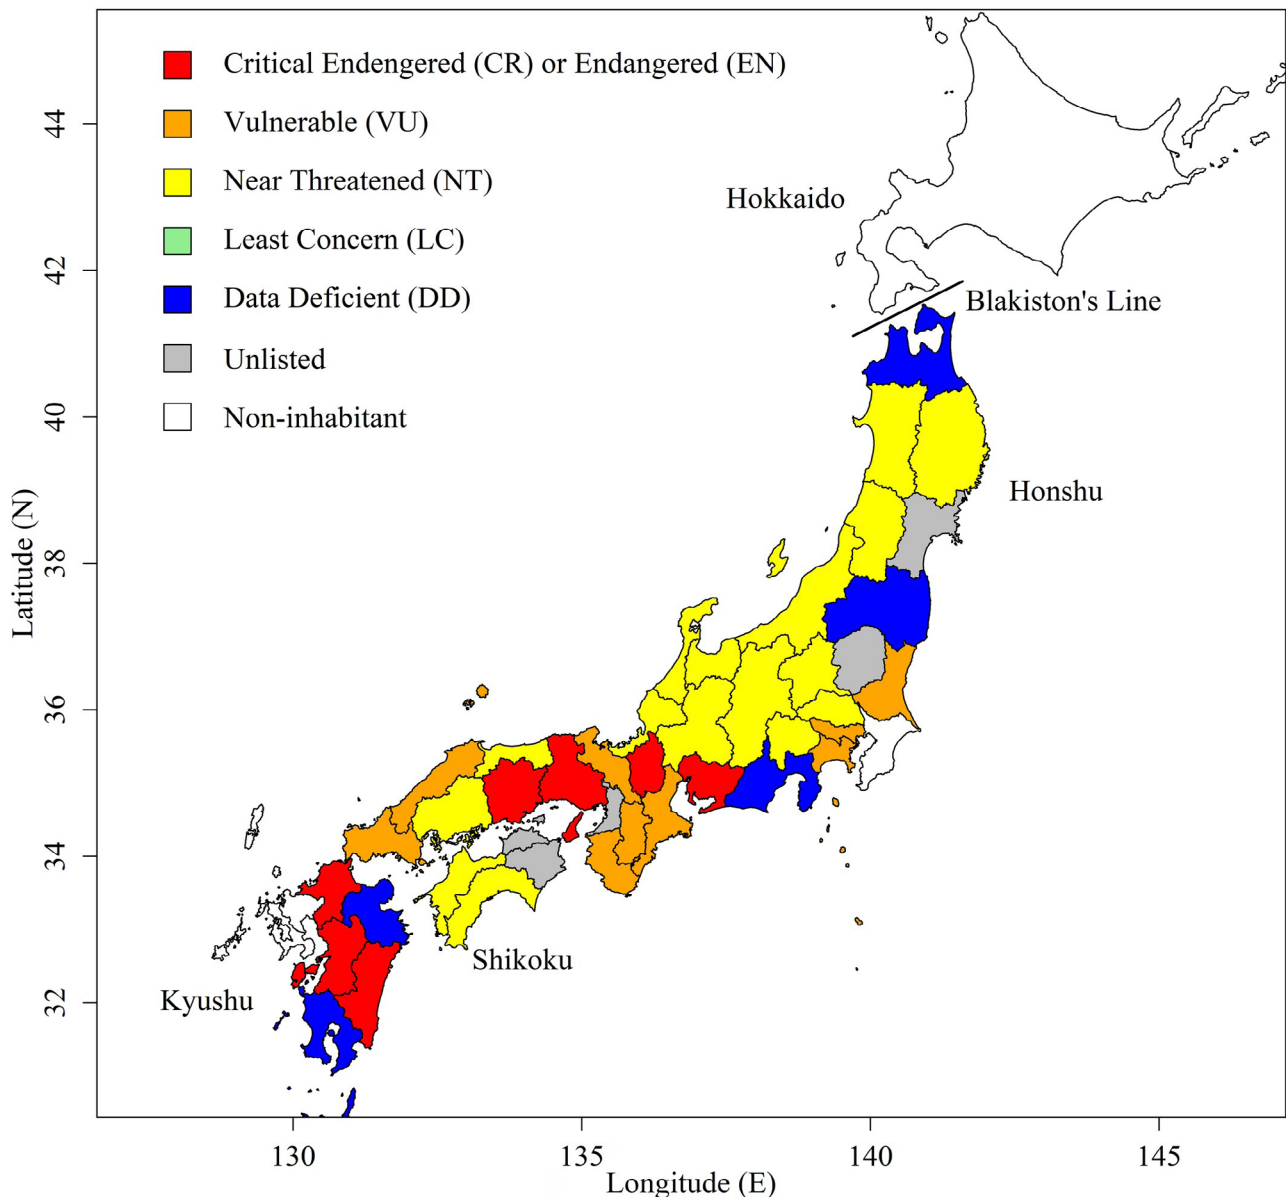 Critical Endengered (CR) or Endangered (EN)
Vulnerable (VU)
Near Threatened (NT)
Least Concern (LC)
Data Deficient (DD)
Unlisted
Non-inhabitant
Hokkaido
Blakiston's Line
Honshu
Shikoku
Kyushu
44
42
40
38
36
34
32
Latitude (N)
130
135
140
145
Longitude (E)